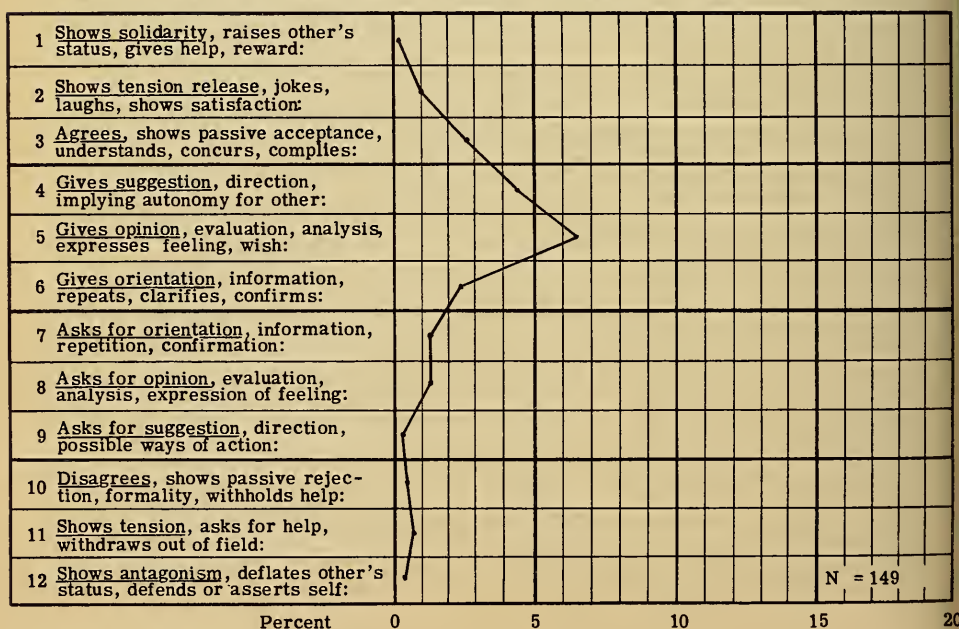 1 Shows solidarity, raises other's
status, gives help, reward:
2 Shows tension release, jokes,
laughs, shows satisfaction:
3 Agrees, shows passive acceptance,
understands, concurs, complies:
4 Gives suggestion, direction,
implying autonomy for other:
5 Gives opinion, evaluation, analysis,
expresses feeling, wish:
6 Gives orientation, information,
repeats, clarifies, confirms:
7 Asks for orientation, information,
repetition, confirmation:
8 Asks for opinion, evaluation,
analysis, expression of feeling:
9 Asks for suggestion, direction,
possible ways of action:
10 Disagrees, shows passive rejec-
tion, formality, withholds help:
11 Shows tension, asks for help,
withdraws out of field:
12 Shows antagonism, deflates other's
status, defends or asserts self:
N = 149
Percent 0 5 10 15 20